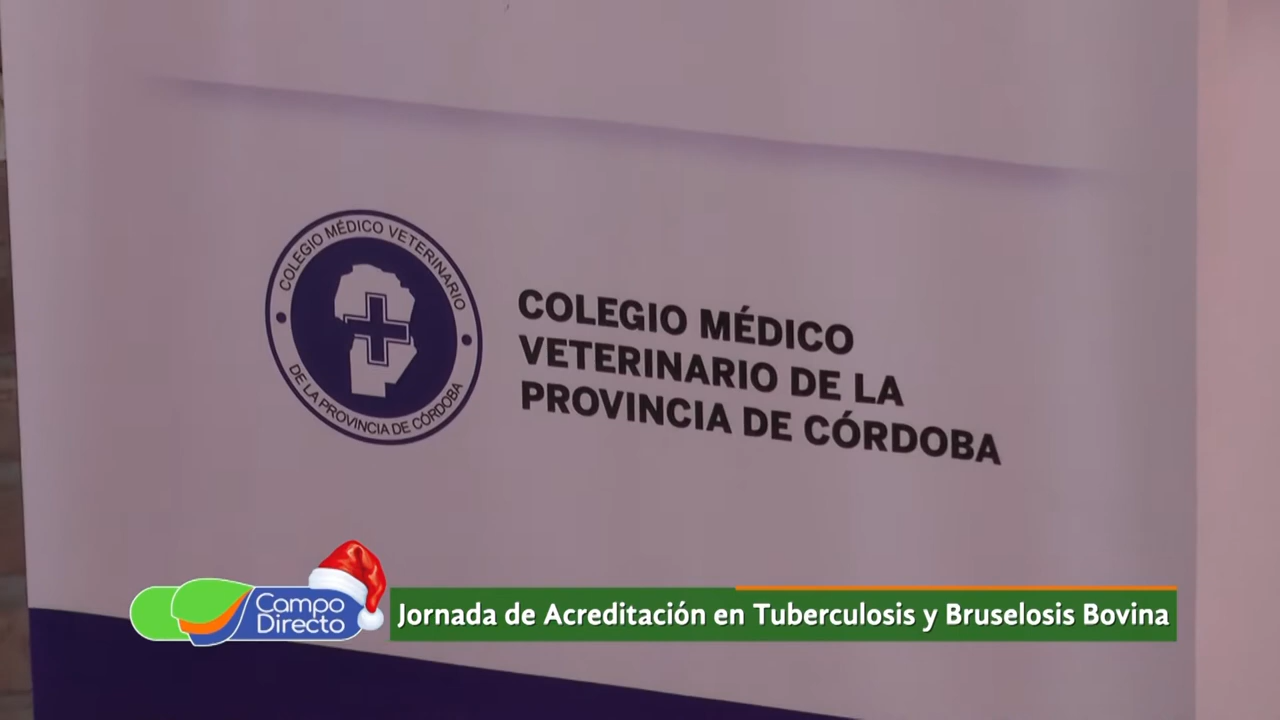 COLEGIO MÉDICO VETERINARIO
DE LA PROVINCIA DE CÓRDOBA
COLEGIO MÉDICO
VETERINARIO DE LA
PROVINCIA DE CÓRDOBA
Campo
Directo
Jornada de Acreditación en Tuberculosis y Bruselosis Bovina